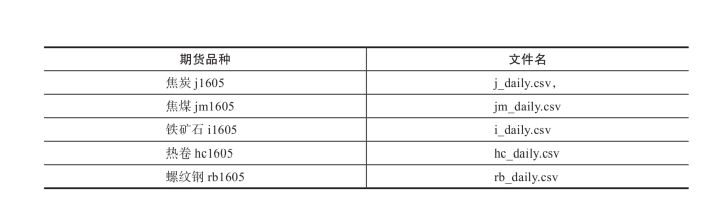 期货品种 文件名
焦炭 j1605 j_daily.csv，
焦煤 jm1605 jm_daily.csv
铁矿石 i1605 i_daily.csv
热卷 hc1605 hc_daily.csv
螺纹钢 rb1605 rb_daily.csv